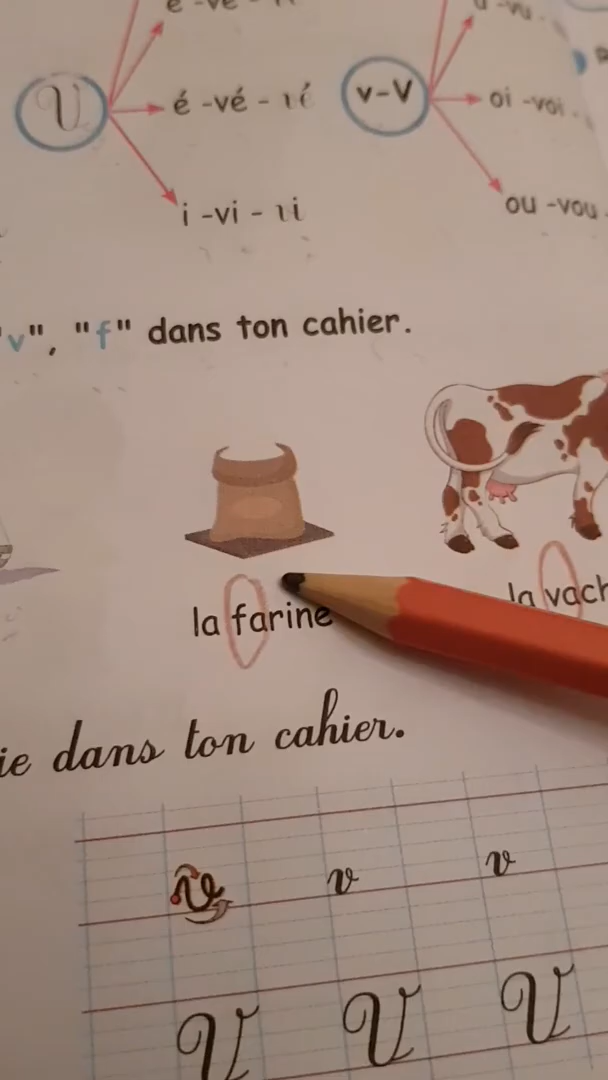 é - vé - vé
V
v-V
oi - voi -
i - vi - vi
ou - vou -
"v", "f" dans ton cahier.
la farine
la vach
ie dans ton cahier.
v v v
V V V